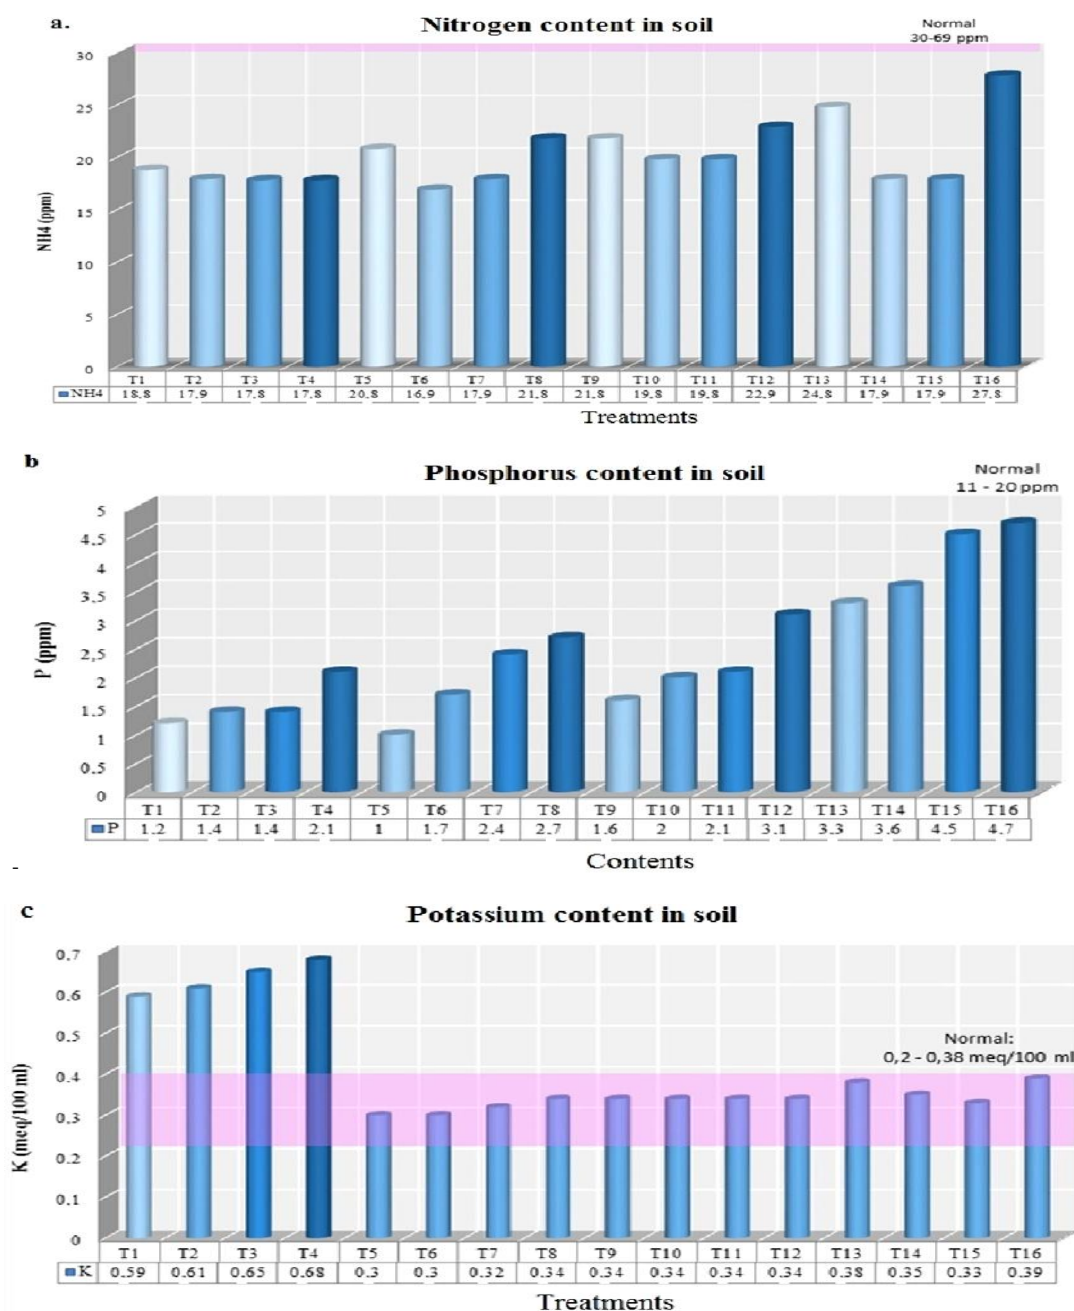 a.
Nitrogen content in soil
Normal
30-69 ppm
30
25
20
15
10
5
0
NH4 (ppm)
T1 T2 T3 T4 T5 T6 T7 T8 T9 T10 T11 T12 T13 T14 T15 T16
NH4 18.8 17.9 17.8 17.8 20.8 16.9 17.9 21.8 21.8 19.8 19.8 22.9 24.8 17.9 17.9 27.8
Treatments
b
Phosphorus content in soil
Normal
11 - 20 ppm
5
4.5
4
3.5
3
2,5
2
1.5
1
0.5
0
P (ppm)
T1 T2 T3 T4 T5 T6 T7 T8 T9 T10 T11 T12 T13 T14 T15 T16
P 1.2 1.4 1.4 2.1 1 1.7 2.4 2.7 1.6 2 2.1 3.1 3.3 3.6 4.5 4.7
Contents
-
c
Potassium content in soil
Normal:
0,2 - 0,38 meq/100 ml
0.7
0.6
0.5
0.4
0.3
0.2
0.1
0
K (meq/100 ml)
T1 T2 T3 T4 T5 T6 T7 T8 T9 T10 T11 T12 T13 T14 T15 T16
K 0.59 0.61 0.65 0.68 0.3 0.3 0.32 0.34 0.34 0.34 0.34 0.34 0.38 0.35 0.33 0.39
Treatments